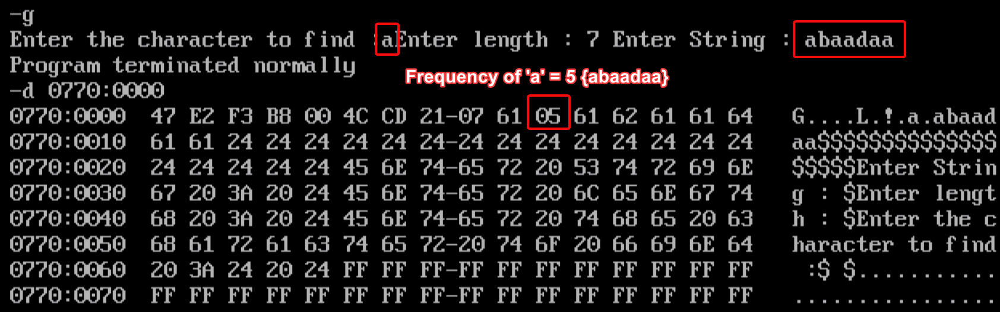 -g
Enter the character to find :aEnter length : 7 Enter String : abaadaa
Program terminated normally
Frequency of 'a' = 5 {abaadaa}
-d 0770:0000
0770:0000 47 E2 F3 B8 00 4C CD 21-07 61 05 61 62 61 61 64 G....L.!.a.abaad
0770:0010 61 61 24 24 24 24 24 24-24 24 24 24 24 24 24 24 aa$$$$$$$$$$$$$$
0770:0020 24 24 24 24 24 45 6E 74-65 72 20 53 74 72 69 6E $$$$$Enter Strin
0770:0030 67 20 3A 20 24 45 6E 74-65 72 20 6C 65 6E 67 74 g : $Enter lengt
0770:0040 68 20 3A 20 24 45 6E 74-65 72 20 74 68 65 20 63 h : $Enter the c
0770:0050 68 61 72 61 63 74 65 72-20 74 6F 20 66 69 6E 64 haracter to find
0770:0060 20 3A 24 20 24 FF FF FF-FF FF FF FF FF FF FF FF  :$ $...........
0770:0070 FF FF FF FF FF FF FF FF-FF FF FF FF FF FF FF FF ................